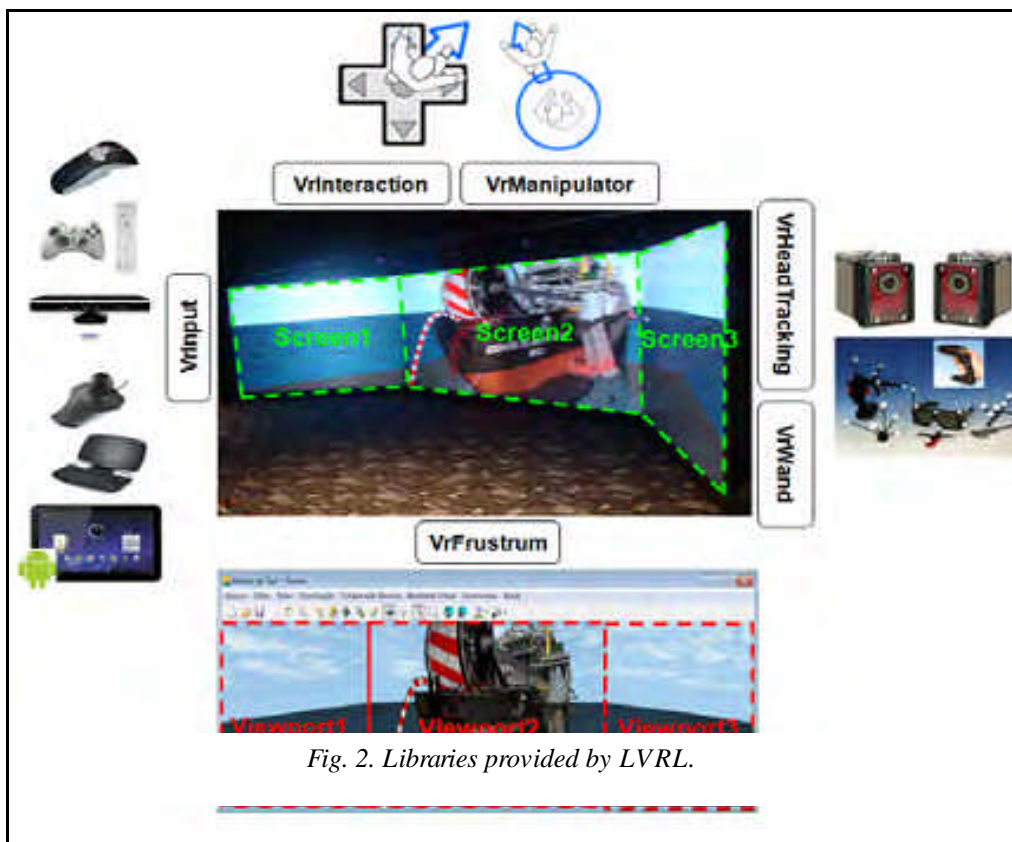 VrInteraction
VrManipulator
VrInput
Screen1
Screen2
Screen3
VrHeadTracking
VrWand
VrFrustrum
Viewport1
Viewport2
Viewport3
Fig. 2. Libraries provided by LVRL.